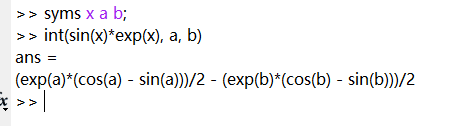 >> syms x a b;
>> int(sin(x)*exp(x), a, b)
ans =
(exp(a)*(cos(a) - sin(a)))/2 - (exp(b)*(cos(b) - sin(b)))/2
x >>